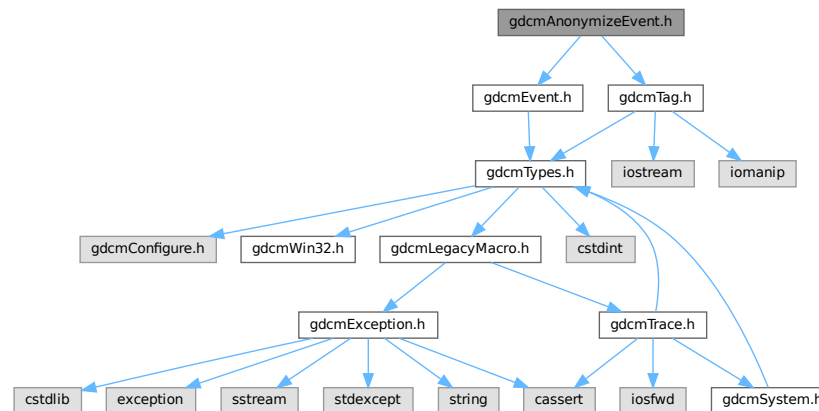 gdcmAnonymizeEvent.h
gdcmEvent.h
gdcmTag.h
gdcmTypes.h
iostream
iomanip
gdcmConfigure.h
gdcmWin32.h
gdcmLegacyMacro.h
cstdint
gdcmException.h
gdcmTrace.h
cstdlib
exception
sstream
stdexcept
string
cassert
iosfwd
gdcmSystem.h